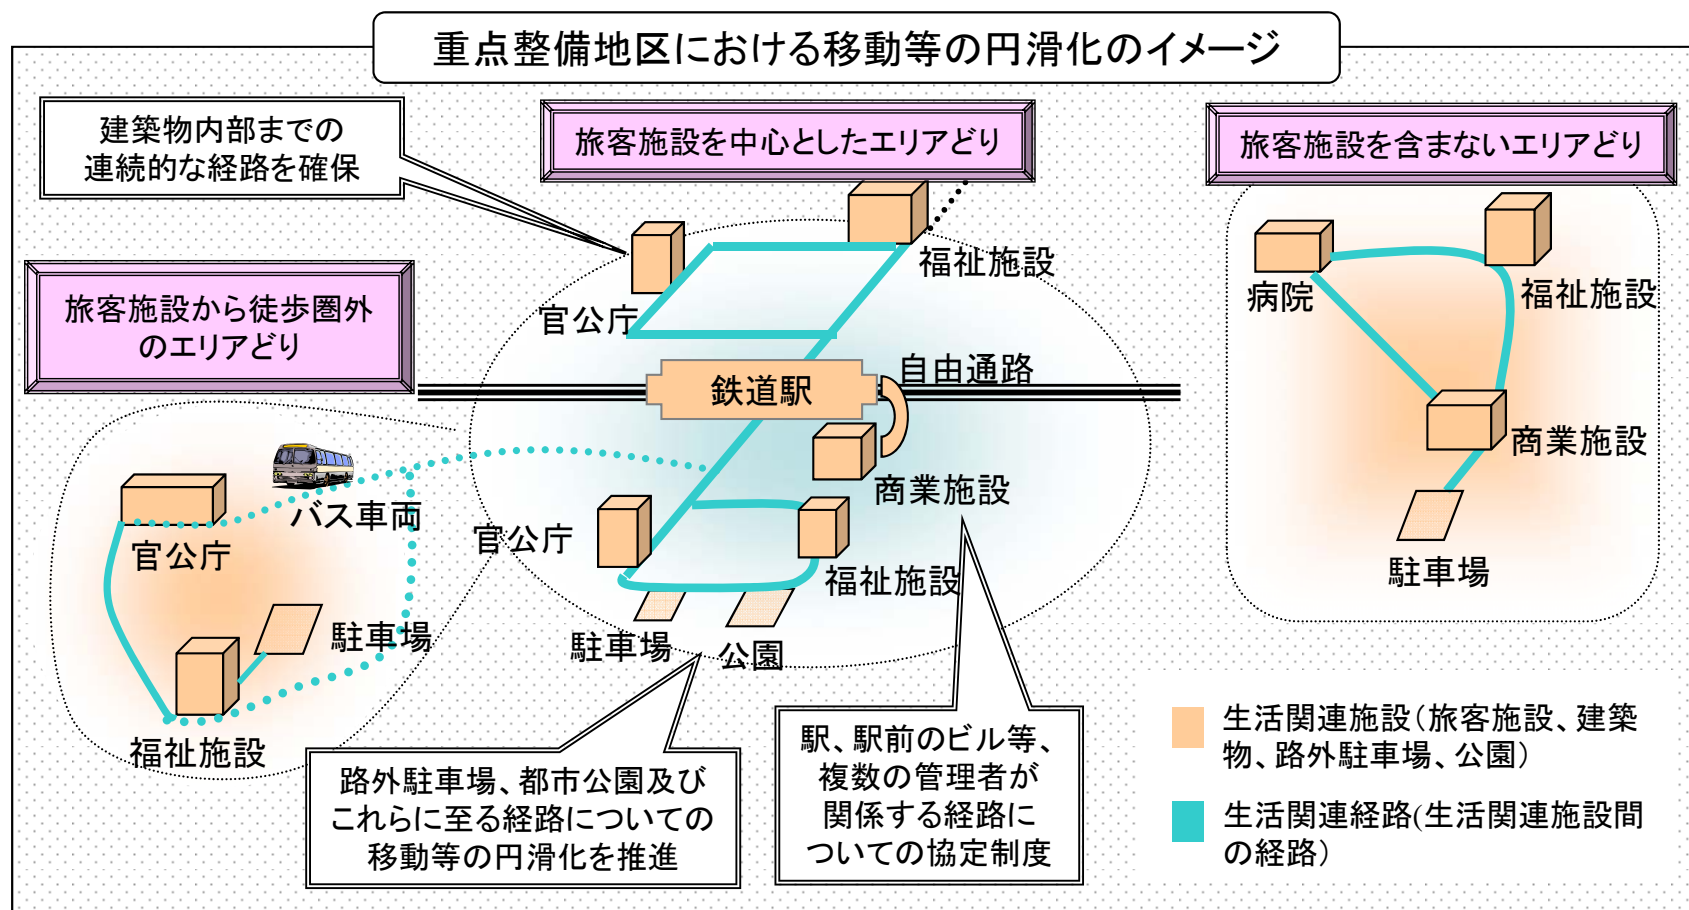 重点整備地区における移動等の円滑化のイメージ
建築物内部までの
連続的な経路を確保
旅客施設を中心としたエリアどり
旅客施設を含まないエリアどり
旅客施設から徒歩圏外
のエリアどり
福祉施設
官公庁
自由通路
鉄道駅
商業施設
官公庁
福祉施設
駐車場
公園
バス車両
官公庁
駐車場
福祉施設
病院
福祉施設
商業施設
駐車場
路外駐車場、都市公園及び
これらに至る経路についての
移動等の円滑化を推進
駅、駅前のビル等、
複数の管理者が
関係する経路に
ついての協定制度
生活関連施設(旅客施設、建築
物、路外駐車場、公園)
生活関連経路(生活関連施設間
の経路)